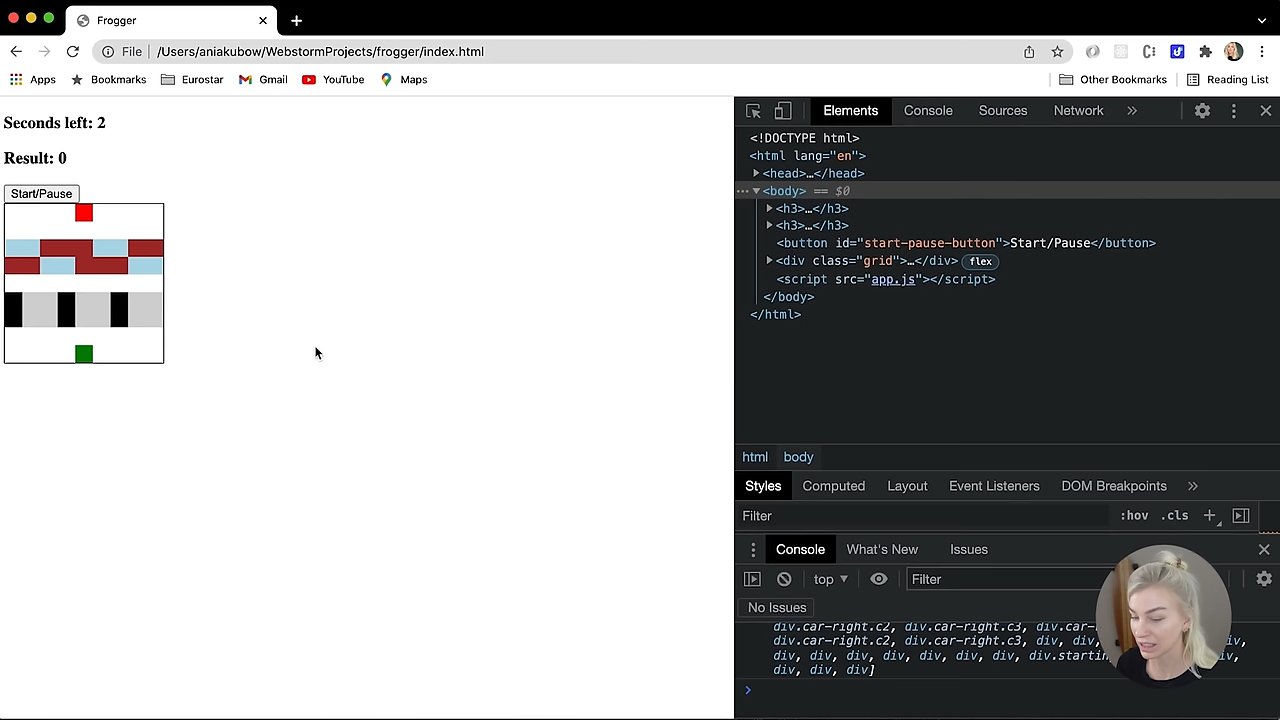 Frogger
File /Users/aniakubow/WebstormProjects/frogger/index.html
Apps Bookmarks Eurostar Gmail YouTube Maps Other Bookmarks Reading List
Seconds left: 2
Result: 0
Start/Pause
Elements Console Sources Network »
<!DOCTYPE html>
<html lang="en">
<head>…</head>
<body> == $0
<h3>…</h3>
<h3>…</h3>
<button id="start-pause-button">Start/Pause</button>
<div class="grid">…</div> flex
<script src="app.js"></script>
</body>
</html>
html body
Styles Computed Layout Event Listeners DOM Breakpoints »
Filter :hov .cls +
Console What's New Issues
top Filter
No Issues
div.car-right.c2, div.car-right.c3,
div.car-right.c2, div.car-right.c3, div,
div, div, div, div, div, div, div,
div, div, div]